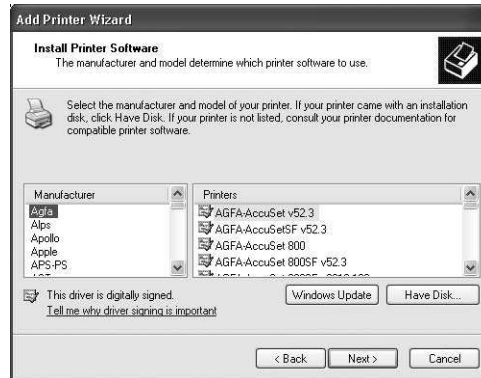 Add Printer Wizard
Install Printer Software
The manufacturer and model determine which printer software to use.
Select the manufacturer and model of your printer. If your printer came with an installation
disk, click Have Disk. If your printer is not listed, consult your printer documentation for
compatible printer software.
Manufacturer
Agfa
Alps
Apollo
Apple
APS-PS
Printers
AGFA-AccuSet v52.3
AGFA-AccuSetSF v52.3
AGFA-AccuSet 800
AGFA-AccuSet 800SF v52.3
This driver is digitally signed.
Tell me why driver signing is important
Windows Update
Have Disk...
< Back
Next >
Cancel